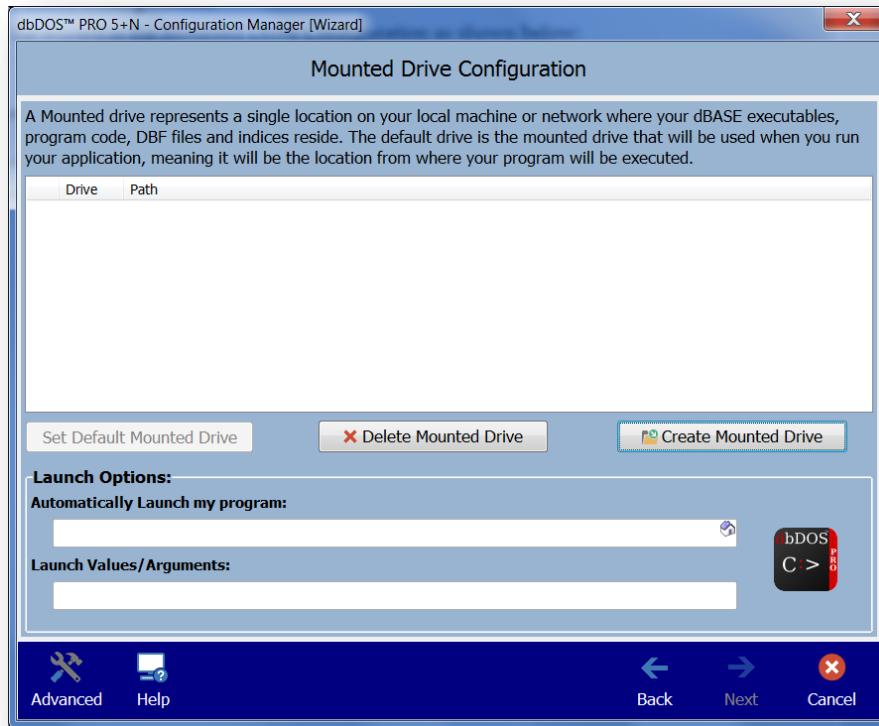 dbDOS™ PRO 5+N - Configuration Manager [Wizard]
Mounted Drive Configuration
A Mounted drive represents a single location on your local machine or network where your dBASE executables,
program code, DBF files and indices reside. The default drive is the mounted drive that will be used when you run
your application, meaning it will be the location from where your program will be executed.
Drive Path
Set Default Mounted Drive Delete Mounted Drive Create Mounted Drive
Launch Options:
Automatically Launch my program:
Launch Values/Arguments:
dbDOS
C:>
PRO
Advanced Help Back Next Cancel